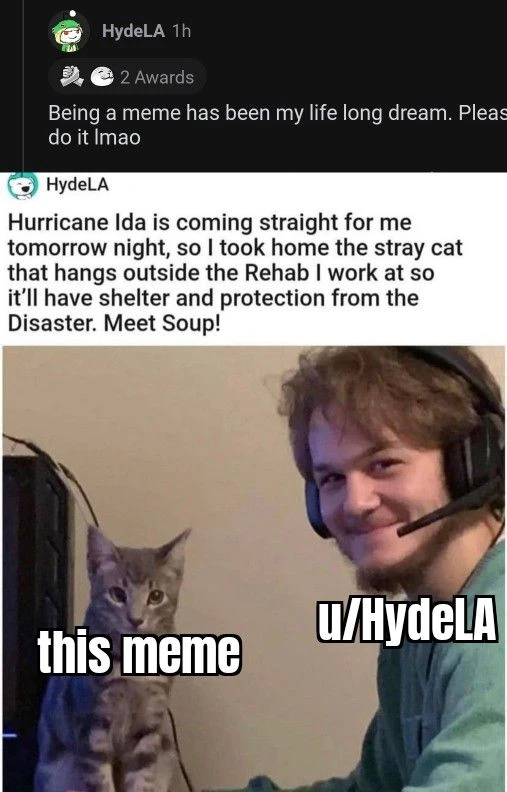 HydeLA 1h
2 Awards
Being a meme has been my life long dream. Pleas
do it lmao
HydeLA
Hurricane Ida is coming straight for me
tomorrow night, so I took home the stray cat
that hangs outside the Rehab I work at so
it'll have shelter and protection from the
Disaster. Meet Soup!
u/HydeLA
this meme